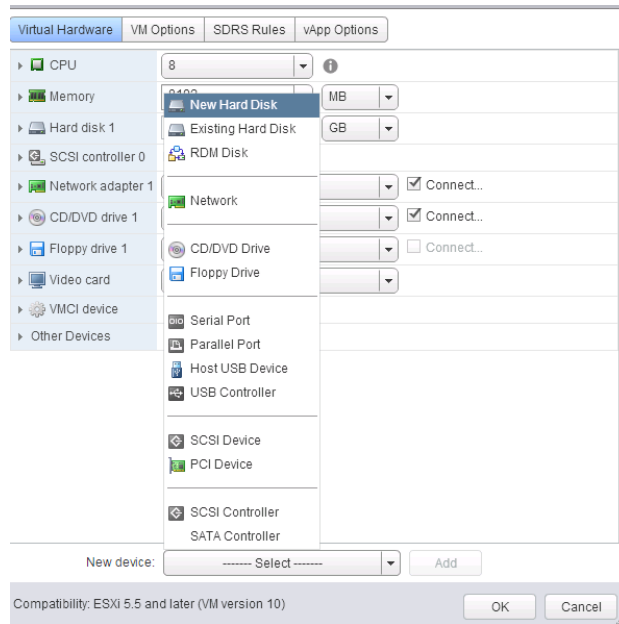 Virtual Hardware VM Options SDRS Rules vApp Options
CPU 8
Memory MB
Hard disk 1 GB
SCSI controller 0
Network adapter 1 Connect...
CD/DVD drive 1 Connect...
Floppy drive 1 Connect...
Video card
VMCI device
Other Devices
New Hard Disk
Existing Hard Disk
RDM Disk
Network
CD/DVD Drive
Floppy Drive
Serial Port
Parallel Port
Host USB Device
USB Controller
SCSI Device
PCI Device
SCSI Controller
SATA Controller
New device: ------- Select ------- Add
Compatibility: ESXi 5.5 and later (VM version 10) OK Cancel